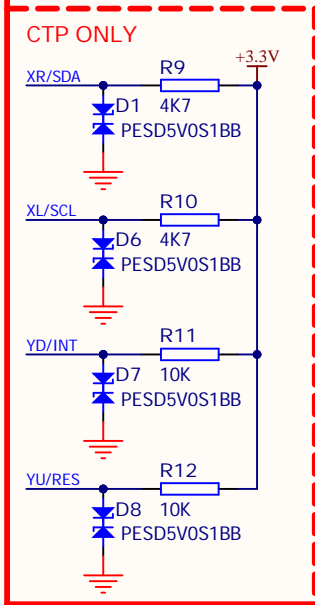 CTP ONLY
+3.3V
XR/SDA
R9
D1 4K7
PESD5V0S1BB
XL/SCL
R10
D6 4K7
PESD5V0S1BB
YD/INT
R11
D7 10K
PESD5V0S1BB
YU/RES
R12
D8 10K
PESD5V0S1BB